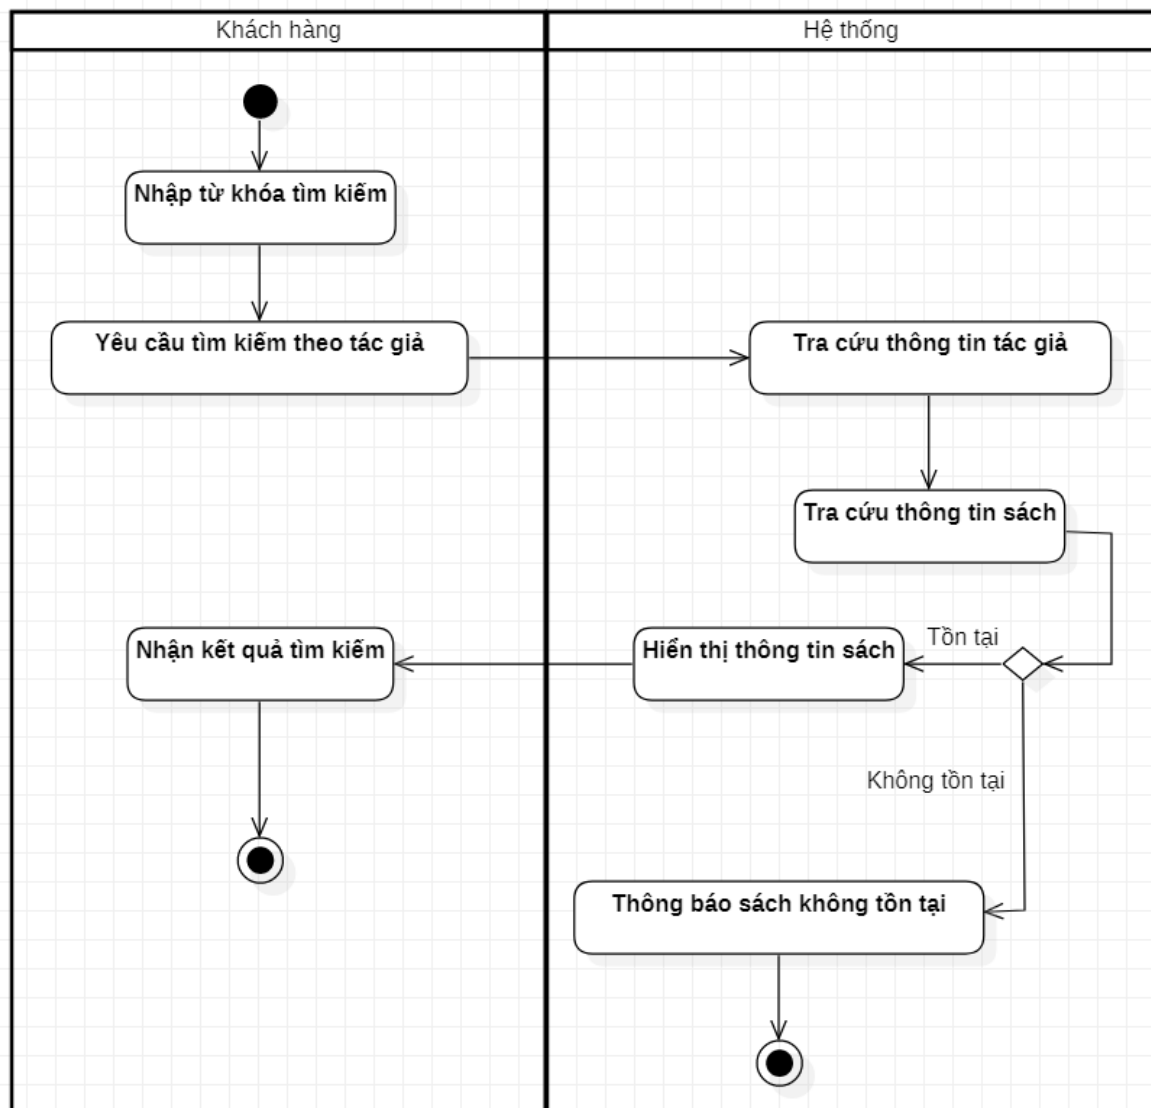 Khách hàng
Hệ thống
Nhập từ khóa tìm kiếm
Yêu cầu tìm kiếm theo tác giả
Tra cứu thông tin tác giả
Tra cứu thông tin sách
Tồn tại
Hiển thị thông tin sách
Nhận kết quả tìm kiếm
Không tồn tại
Thông báo sách không tồn tại